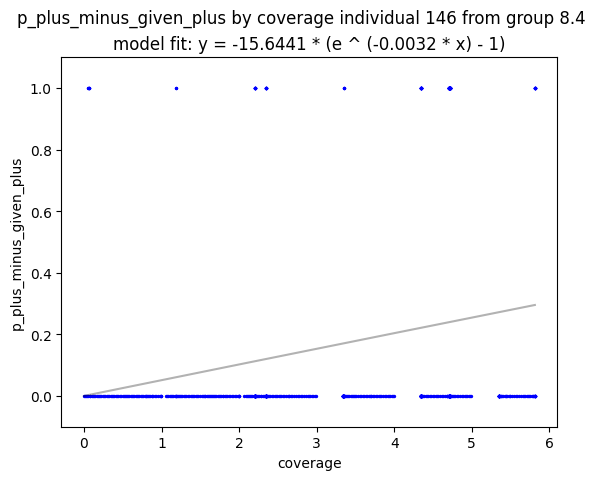 p_plus_minus_given_plus by coverage individual 146 from group 8.4
model fit: y = -15.6441 * (e ^ (-0.0032 * x) - 1)
1.0
0.8
0.6
0.4
0.2
0.0
p_plus_minus_given_plus
0 1 2 3 4 5 6
coverage